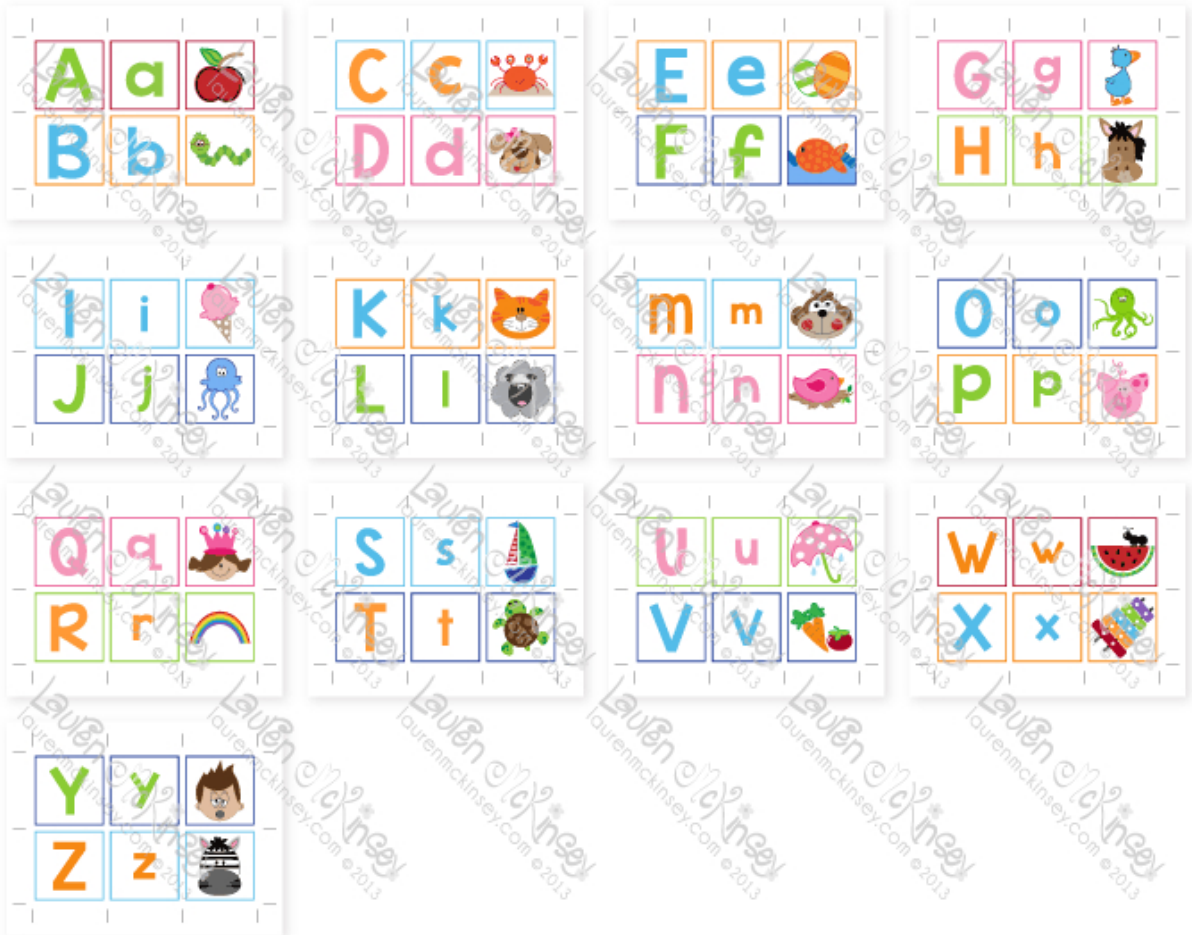 A a
B b
C c
D d
E e
F f
G g
H h
I i
J j
K k
L l
M m
N n
O o
P p
Q q
R r
S s
T t
U u
V v
W w
X x
Y y
Z z
Lauren McKinsey
laurenmckinsey.com ©2013